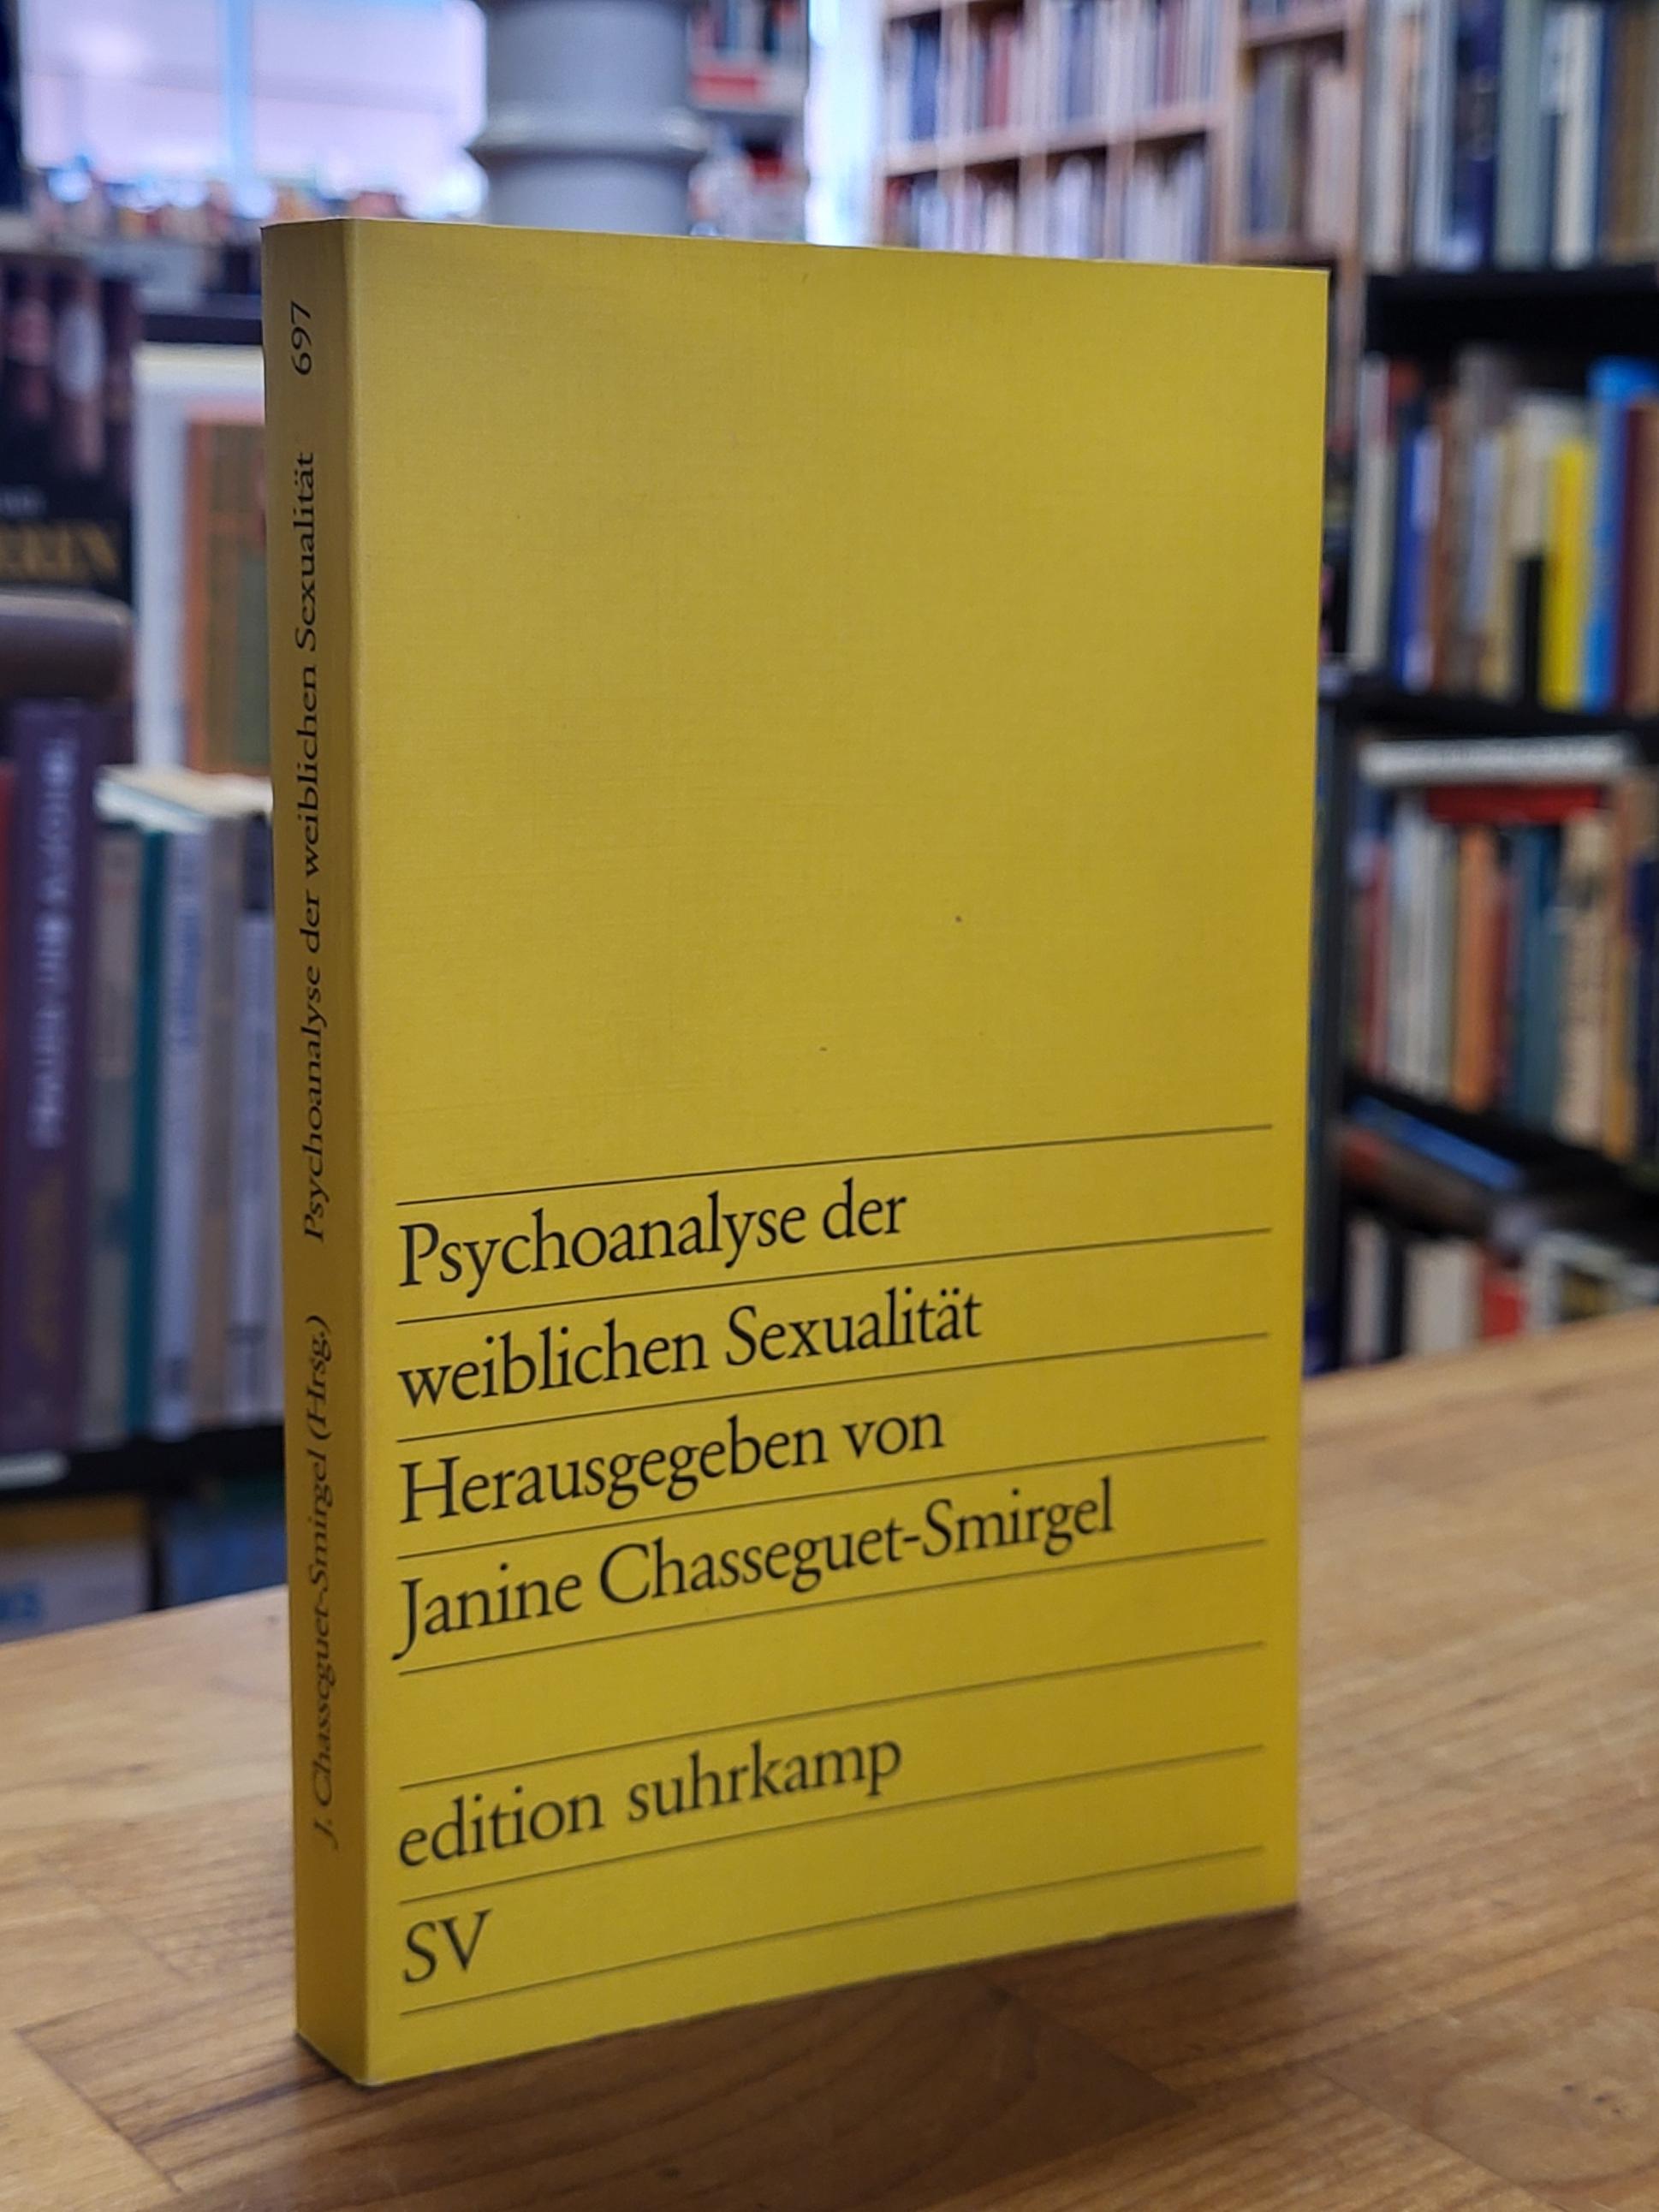 J. Chasseguet-Smirgel (Hrsg.) Psychoanalyse der weiblichen Sexualität 697
Psychoanalyse der
weiblichen Sexualität
Herausgegeben von
Janine Chasseguet-Smirgel
edition suhrkamp
SV